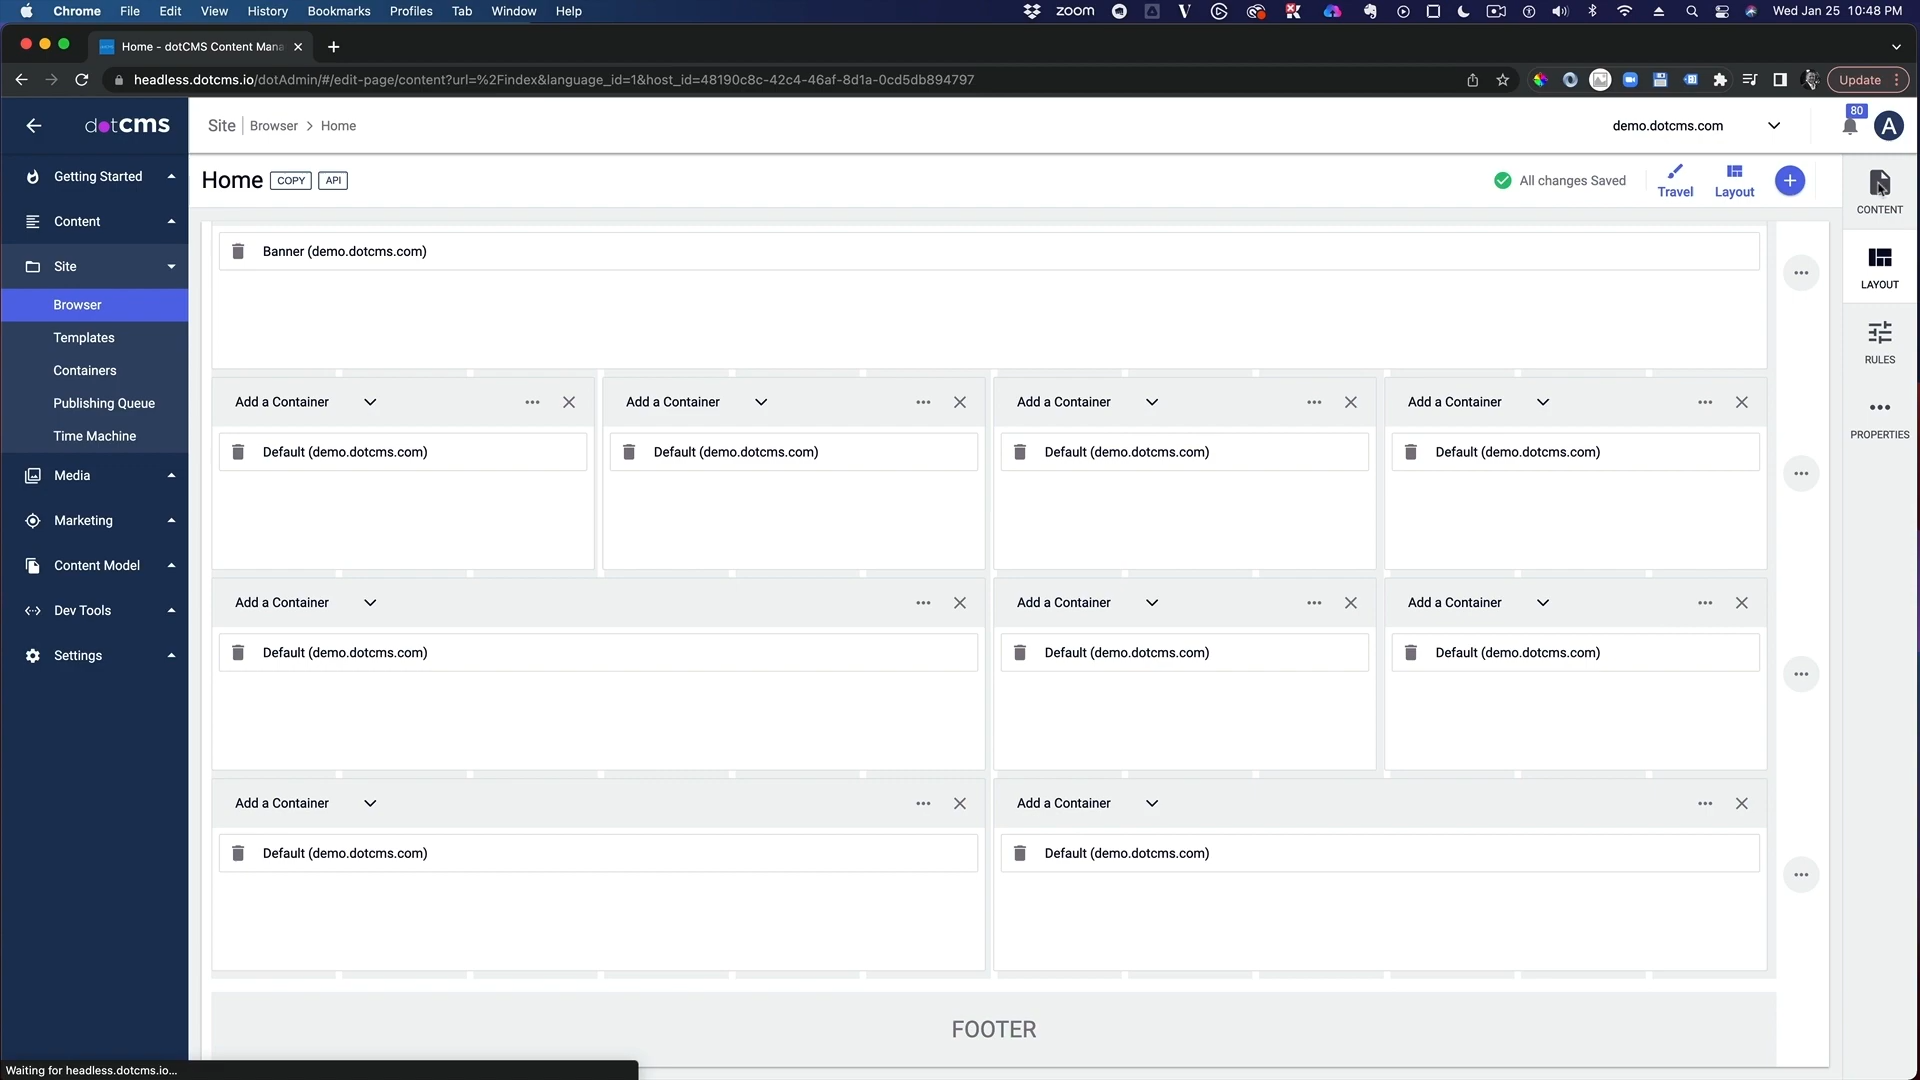 Chrome File Edit View History Bookmarks Profiles Tab Window Help zoom Wed Jan 25 10:48 PM
Home - dotCMS Content Mana
headless.dotcms.io/dotAdmin/#/edit-page/content?url=%2Findex&language_id=1&host_id=48190c8c-42c4-46af-8d1a-0cd5db894797 Update
dotCMS Site Browser > Home demo.dotcms.com 80 A
Home COPY API All changes Saved Travel Layout
Getting Started
Content
Site
Browser
Templates
Containers
Publishing Queue
Time Machine
Media
Marketing
Content Model
Dev Tools
Settings
Banner (demo.dotcms.com)
Add a Container Add a Container Add a Container Add a Container
Default (demo.dotcms.com) Default (demo.dotcms.com) Default (demo.dotcms.com) Default (demo.dotcms.com)
Add a Container Add a Container Add a Container
Default (demo.dotcms.com) Default (demo.dotcms.com) Default (demo.dotcms.com)
Add a Container Add a Container
Default (demo.dotcms.com) Default (demo.dotcms.com)
FOOTER
CONTENT
LAYOUT
RULES
PROPERTIES
Waiting for headless.dotcms.io...